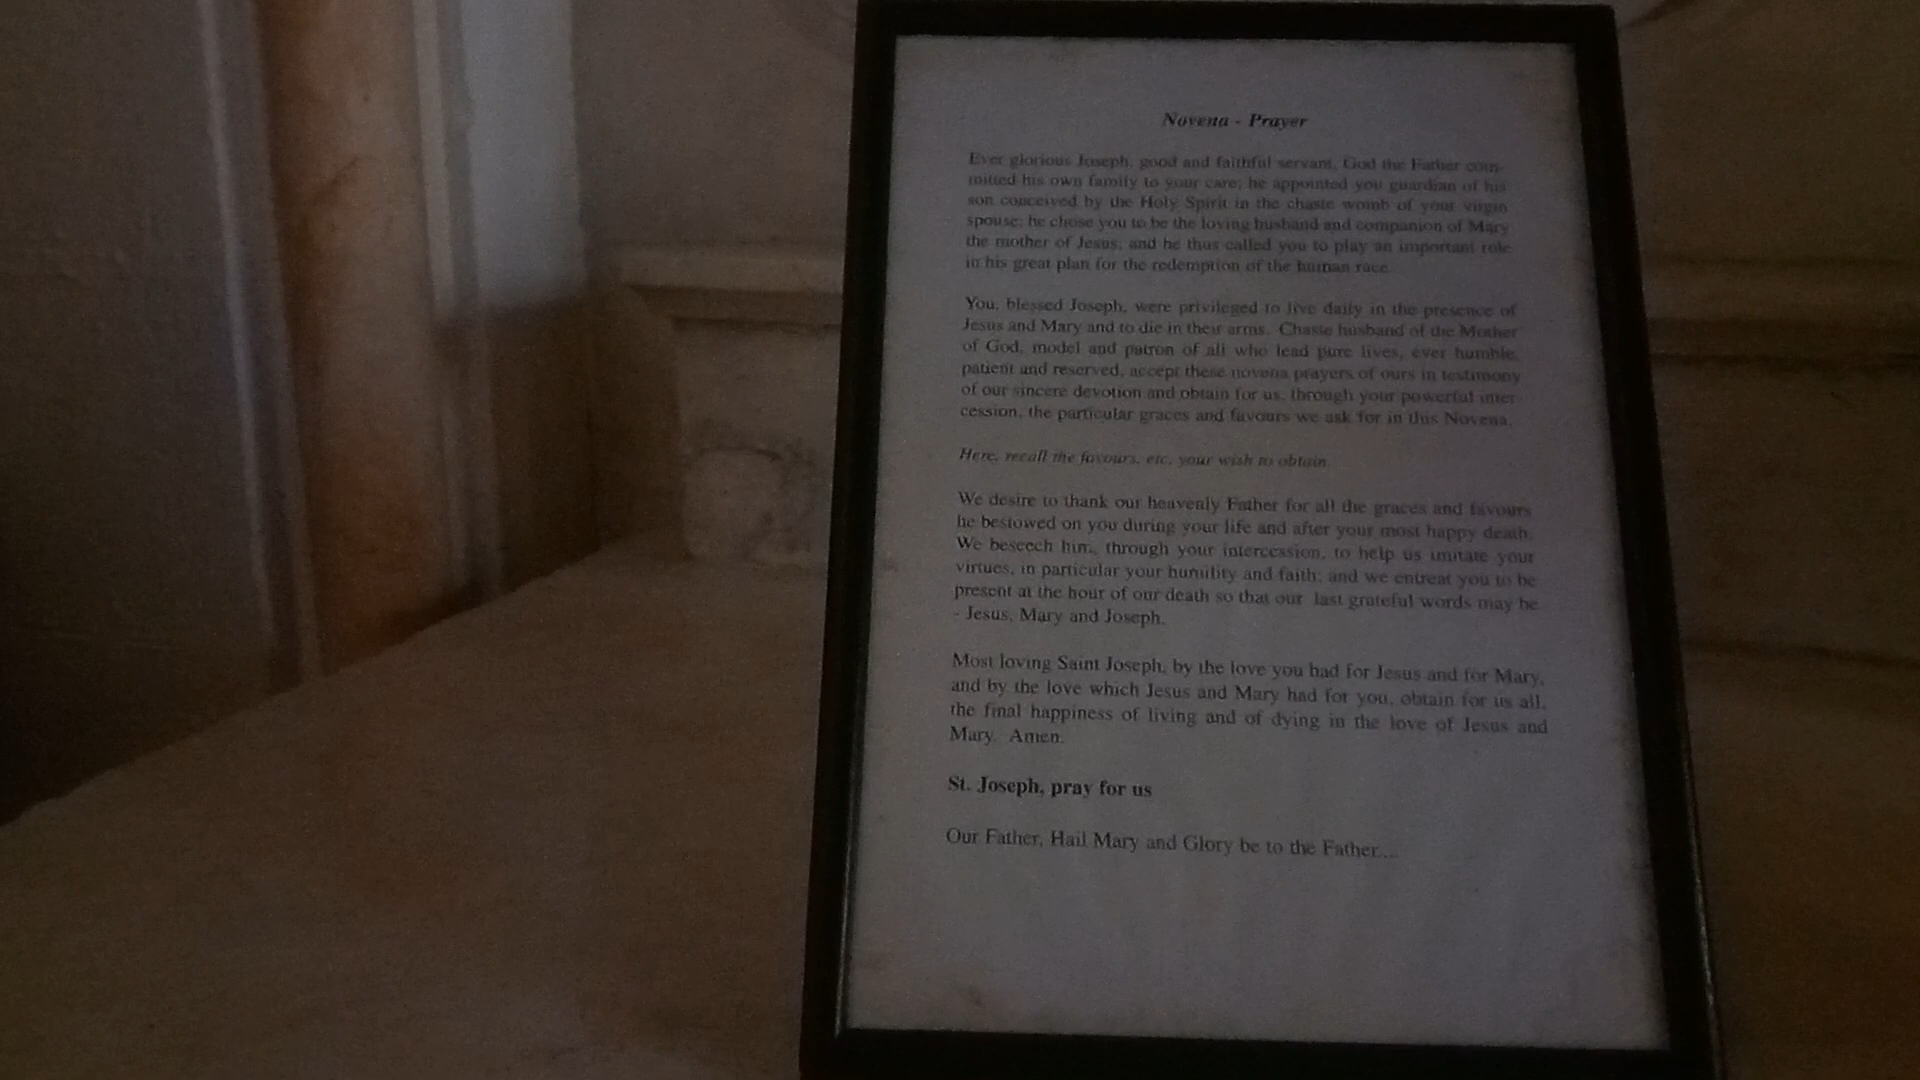 Novena - Prayer
Ever glorious Joseph, good and faithful servant, God the Father com-
mitted his own family to your care; he appointed you guardian of his
son conceived by the Holy Spirit in the chaste womb of your virgin
spouse; he chose you to be the loving husband and companion of Mary
the mother of Jesus; and he thus called you to play an important role
in his great plan for the redemption of the human race.
You, blessed Joseph, were privileged to live daily in the presence of
Jesus and Mary and to die in their arms. Chaste husband of the Mother
of God, model and patron of all who lead pure lives, ever humble,
patient and reserved, accept these novena prayers of ours in testimony
of our sincere devotion and obtain for us, through your powerful inter-
cession, the particular graces and favours we ask for in this Novena.
Here, recall the favours, etc. your wish to obtain.
We desire to thank our heavenly Father for all the graces and favours
he bestowed on you during your life and after your most happy death.
We beseech him, through your intercession, to help us imitate your
virtues, in particular your humility and faith; and we entreat you to be
present at the hour of our death so that our last grateful words may be
- Jesus, Mary and Joseph.
Most loving Saint Joseph, by the love you had for Jesus and for Mary,
and by the love which Jesus and Mary had for you, obtain for us all,
the final happiness of living and of dying in the love of Jesus and
Mary. Amen.
St. Joseph, pray for us
Our Father, Hail Mary and Glory be to the Father....